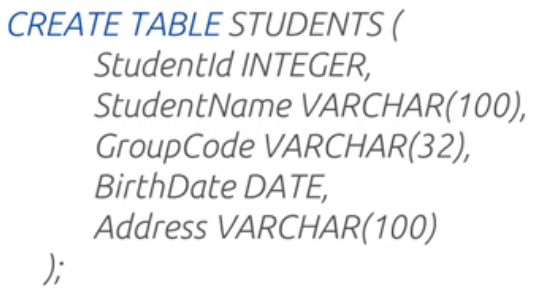 CREATE TABLE STUDENTS (
StudentId INTEGER,
StudentName VARCHAR(100),
GroupCode VARCHAR(32),
BirthDate DATE,
Address VARCHAR(100)
);